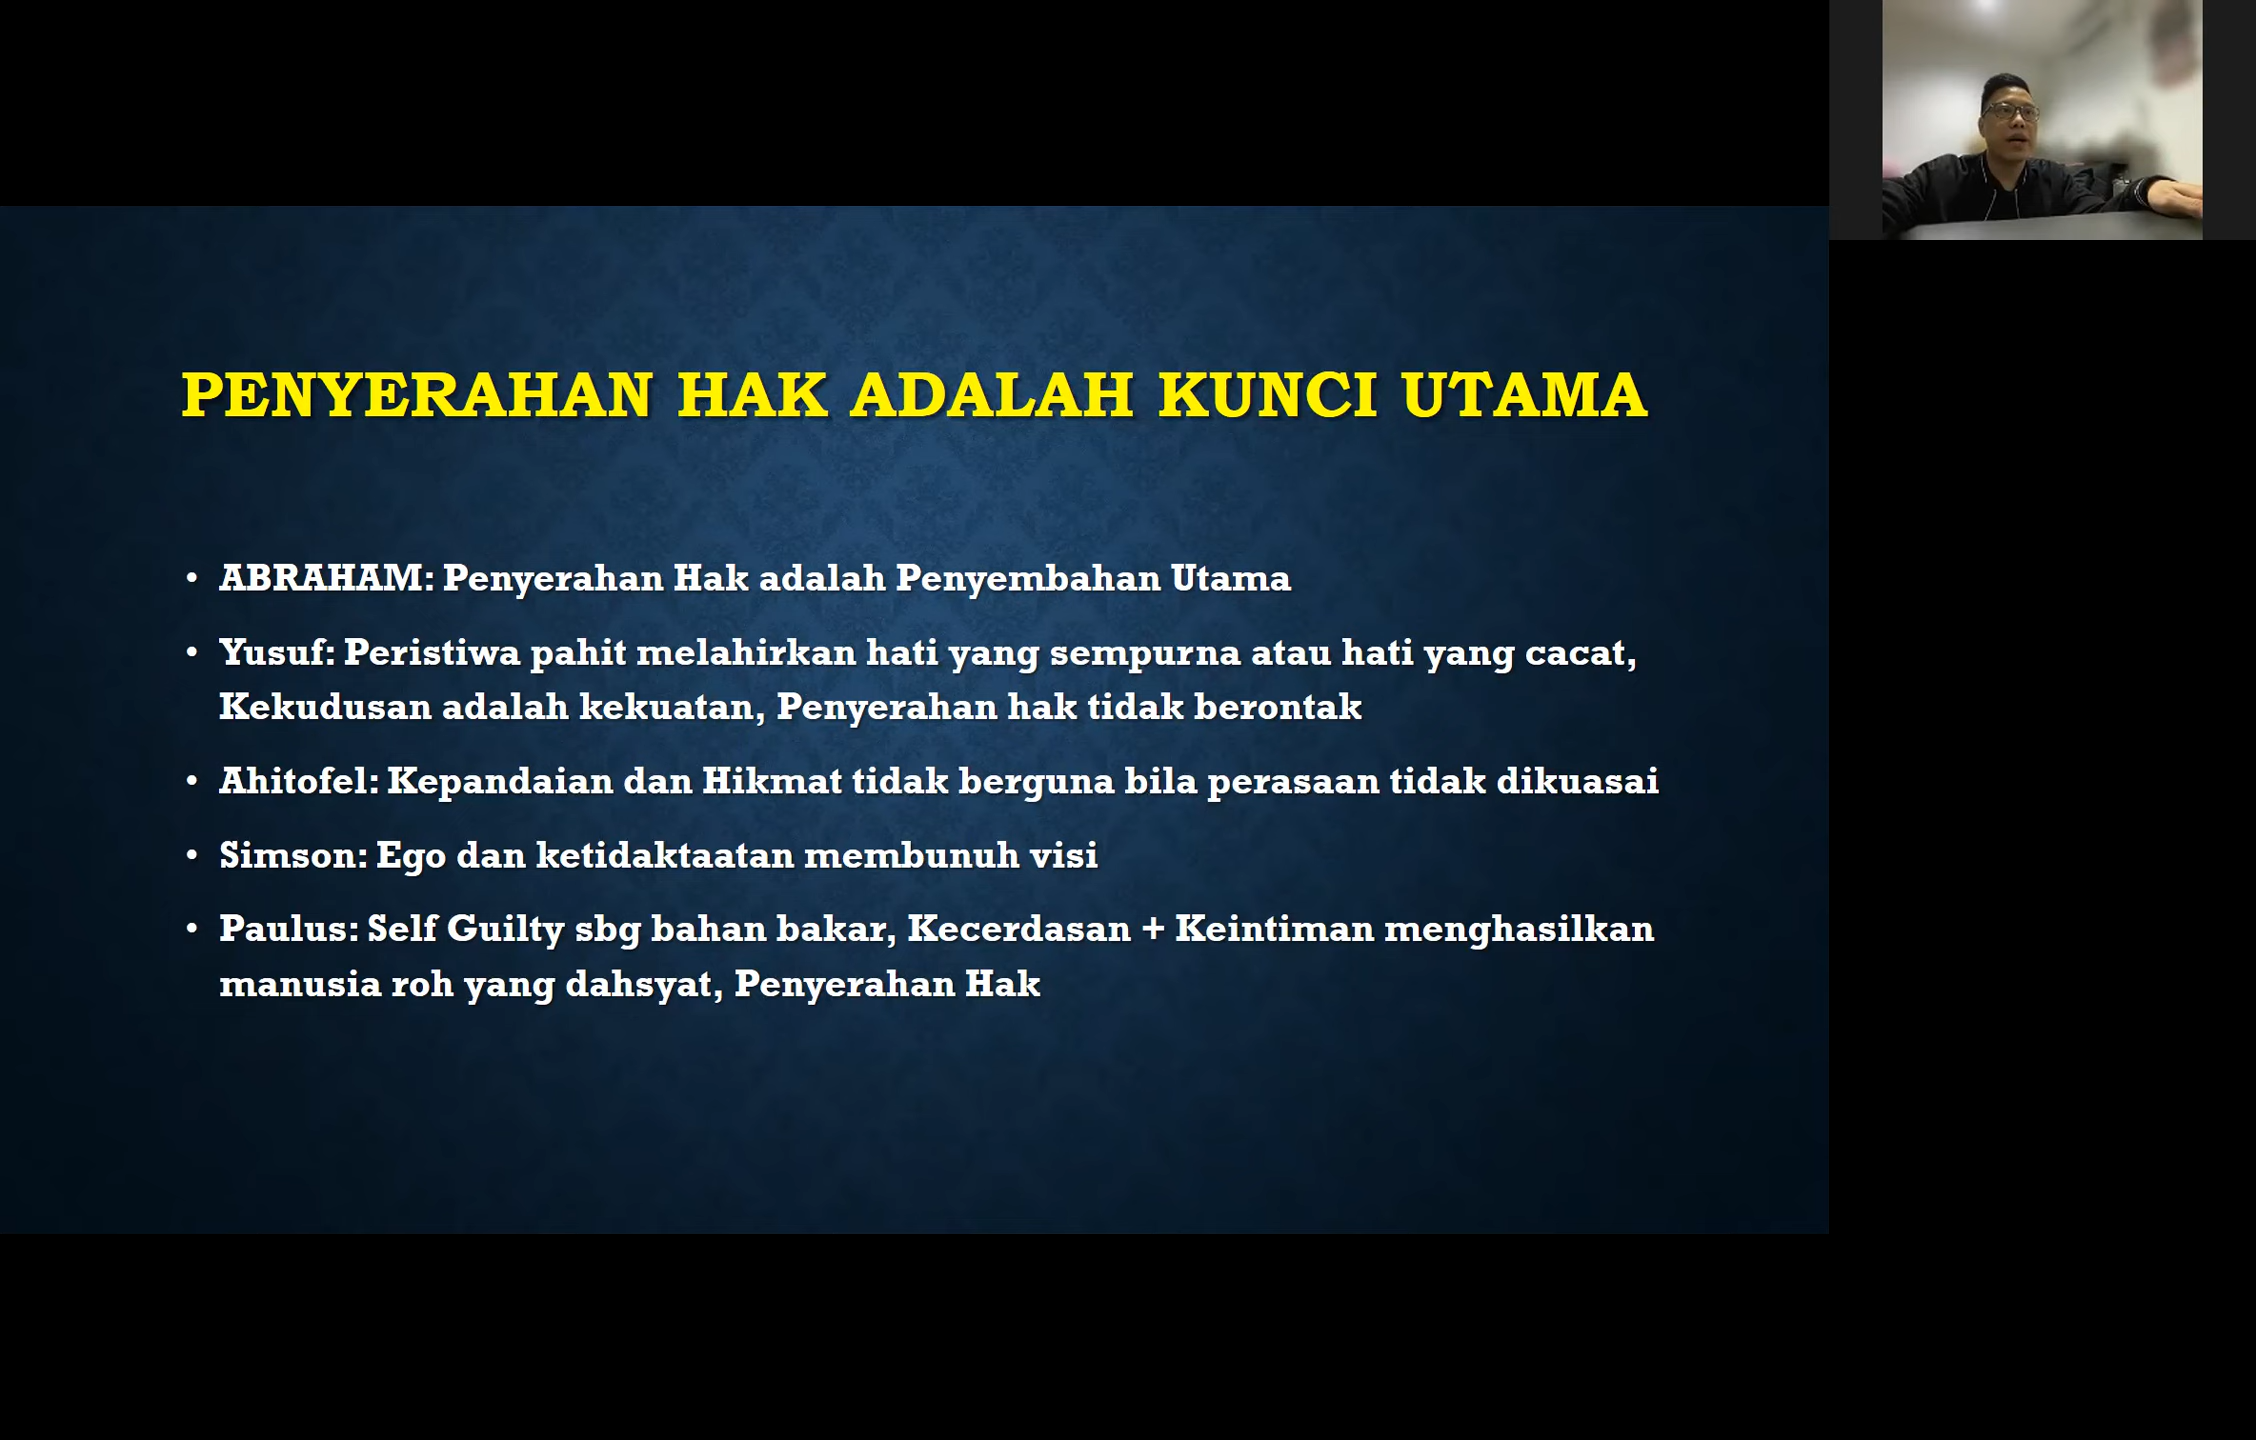 PENYERAHAN HAK ADALAH KUNCI UTAMA
• ABRAHAM: Penyerahan Hak adalah Penyembahan Utama
• Yusuf: Peristiwa pahit melahirkan hati yang sempurna atau hati yang cacat,
Kekudusan adalah kekuatan, Penyerahan hak tidak berontak
• Ahitofel: Kepandaian dan Hikmat tidak berguna bila perasaan tidak dikuasai
• Simson: Ego dan ketidaktaatan membunuh visi
• Paulus: Self Guilty sbg bahan bakar, Kecerdasan + Keintiman menghasilkan
manusia roh yang dahsyat, Penyerahan Hak